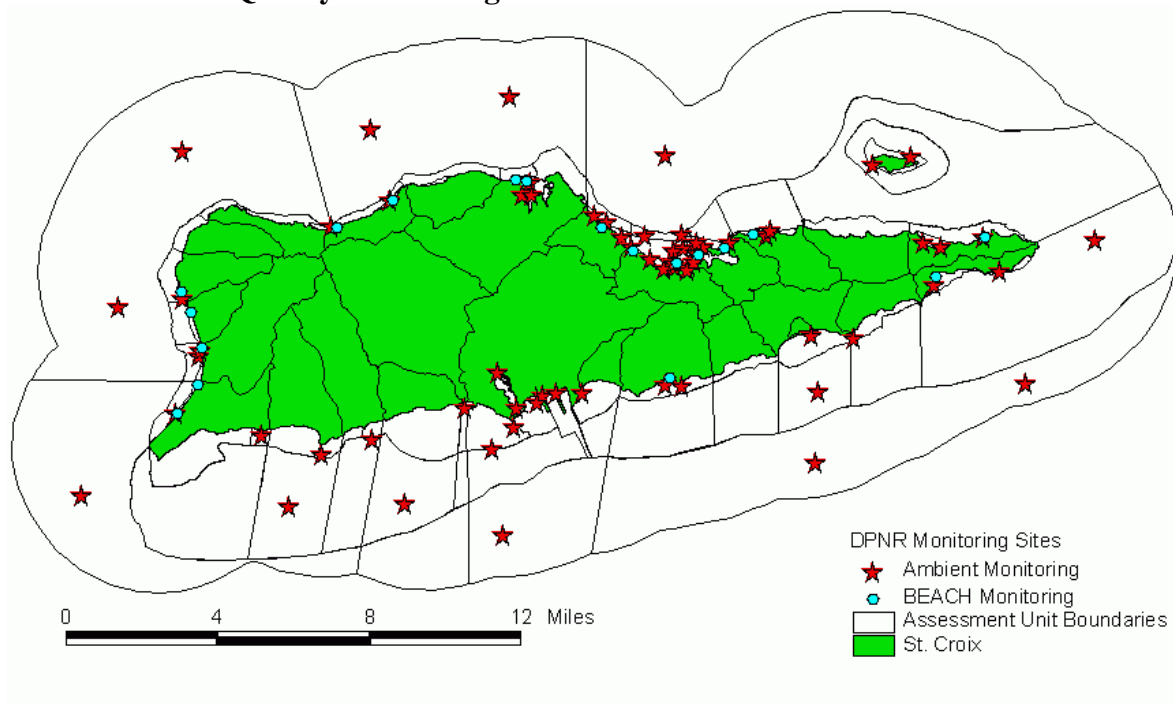 DPNR Monitoring Sites
Ambient Monitoring
BEACH Monitoring
Assessment Unit Boundaries
St. Croix
0 4 8 12 Miles